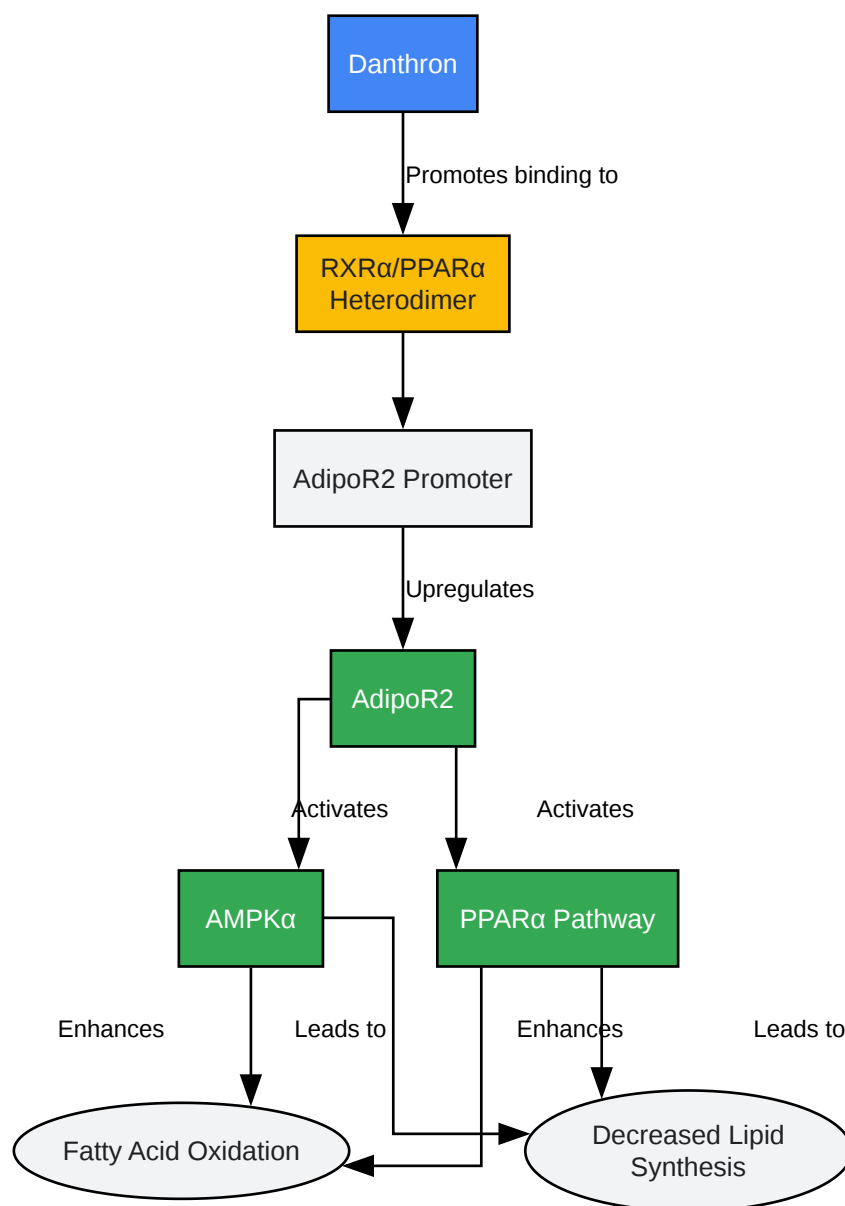 Danthron
Promotes binding to
RXRα/PPARα
Heterodimer
AdipoR2 Promoter
Upregulates
AdipoR2
Activates
Activates
AMPKα
PPARα Pathway
Enhances
Leads to
Enhances
Leads to
Fatty Acid Oxidation
Decreased Lipid
Synthesis